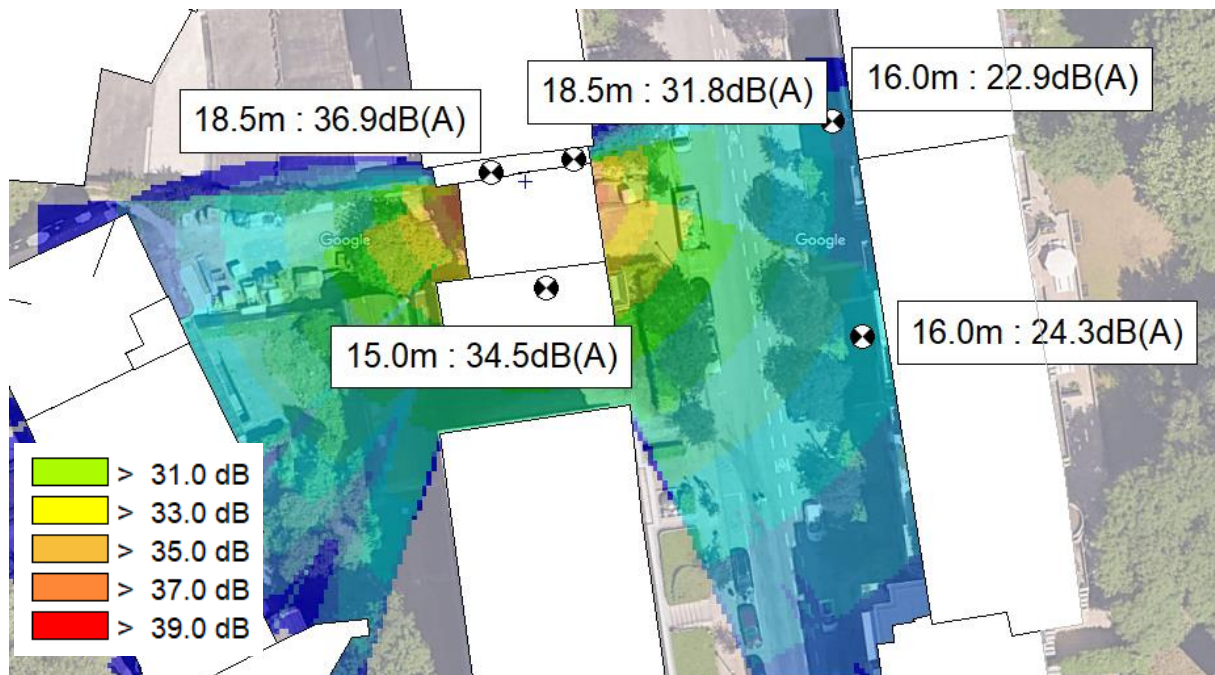 18.5m : 36.9dB(A)
18.5m : 31.8dB(A)
16.0m : 22.9dB(A)
Google
Google
15.0m : 34.5dB(A)
16.0m : 24.3dB(A)
> 31.0 dB
> 33.0 dB
> 35.0 dB
> 37.0 dB
> 39.0 dB